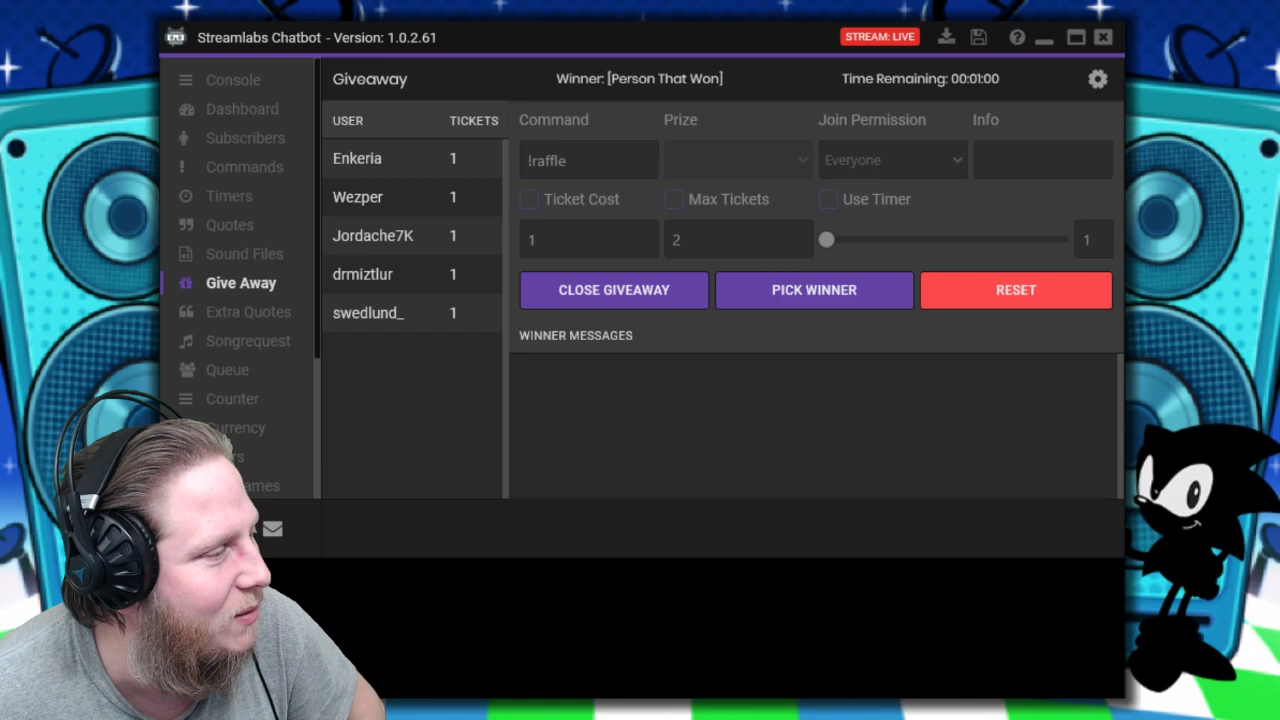 Streamlabs Chatbot - Version: 1.0.2.61
STREAM: LIVE
Console
Dashboard
Subscribers
Commands
Timers
Quotes
Sound Files
Give Away
Extra Quotes
Songrequest
Queue
Counter
Currency
Giveaway
Winner: [Person That Won]
Time Remaining: 00:01:00
USER TICKETS
Enkeria 1
Wezper 1
Jordache7K 1
drmiztlur 1
swedlund_ 1
Command Prize Join Permission Info
!raffle Everyone
Ticket Cost Max Tickets Use Timer
1 2 1
CLOSE GIVEAWAY PICK WINNER RESET
WINNER MESSAGES